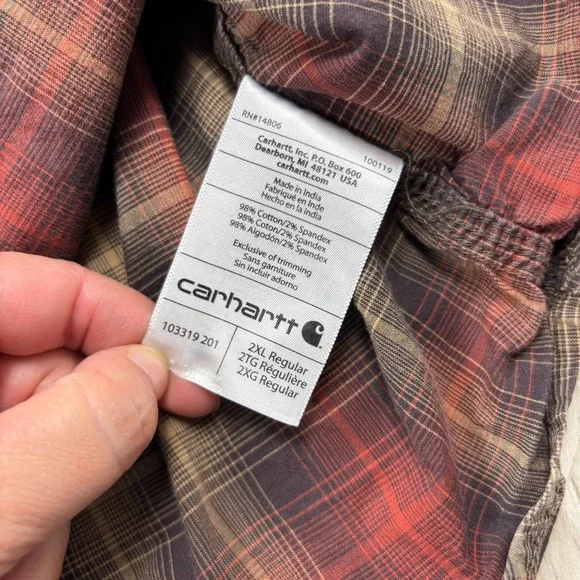 RN#14806
100119
Carhartt, Inc. P.O. Box 600
Dearborn, MI 48121 USA
carhartt.com
Made in India
Fabriqué en Inde
Hecho en la India
98% Cotton/2% Spandex
98% Coton/2% Spandex
98% Algodón/2% Spandex
Exclusive of trimming
Sans garniture
Sin incluir adorno
carhartt
103319 201
2XL Regular
2TG Régulière
2XG Regular